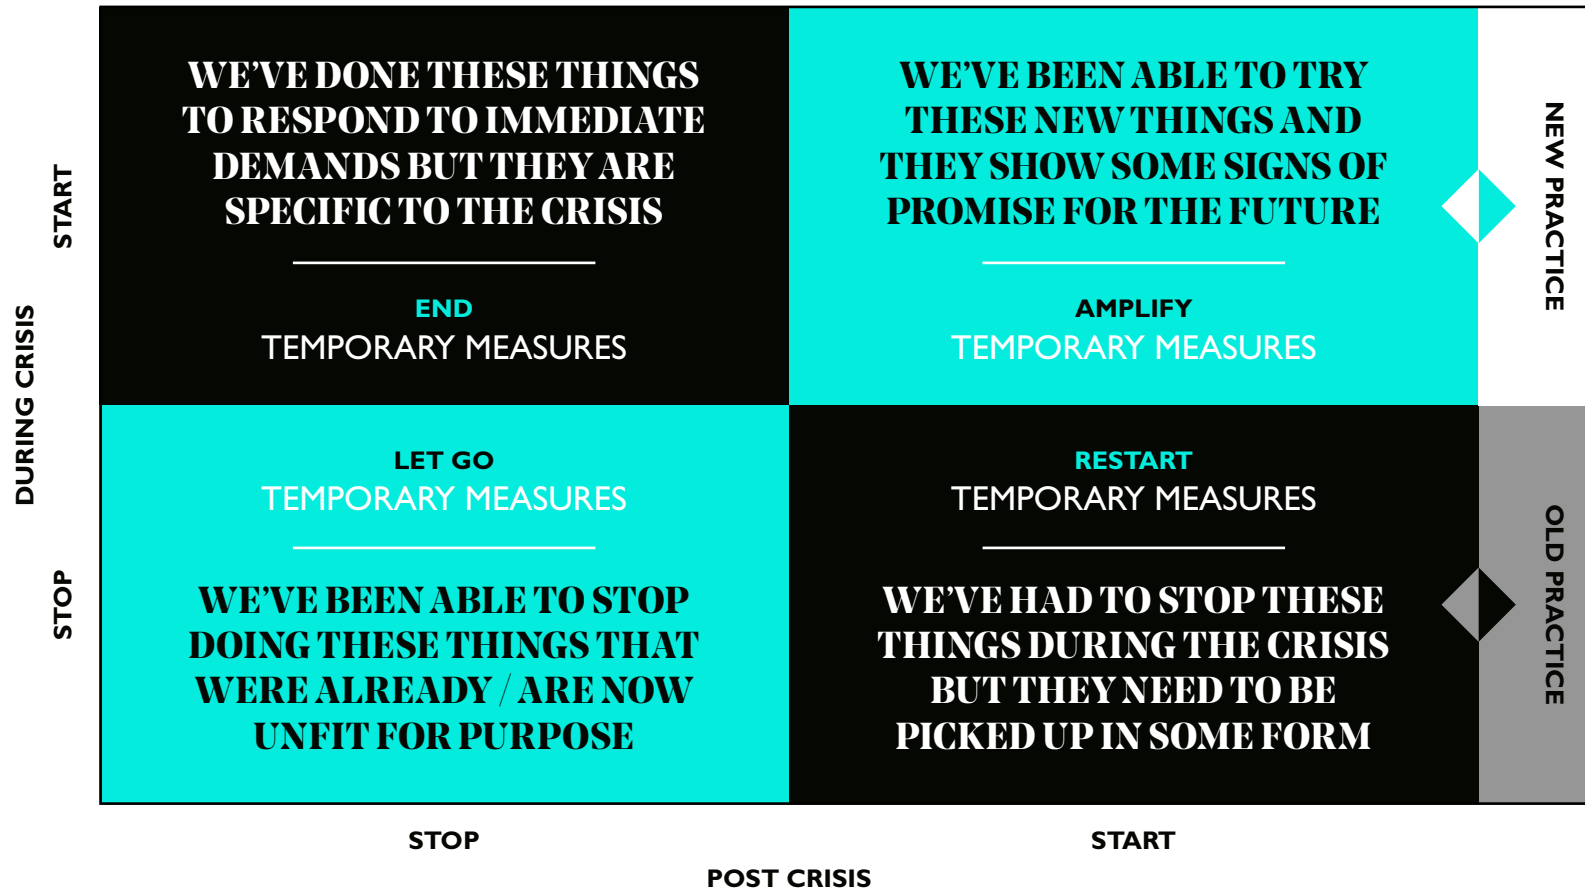 WE’VE DONE THESE THINGS
TO RESPOND TO IMMEDIATE
DEMANDS BUT THEY ARE
SPECIFIC TO THE CRISIS
END
TEMPORARY MEASURES
WE’VE BEEN ABLE TO TRY
THESE NEW THINGS AND
THEY SHOW SOME SIGNS OF
PROMISE FOR THE FUTURE
AMPLIFY
TEMPORARY MEASURES
NEW PRACTICE
START
DURING CRISIS
STOP
LET GO
TEMPORARY MEASURES
WE’VE BEEN ABLE TO STOP
DOING THESE THINGS THAT
WERE ALREADY / ARE NOW
UNFIT FOR PURPOSE
RESTART
TEMPORARY MEASURES
WE’VE HAD TO STOP THESE
THINGS DURING THE CRISIS
BUT THEY NEED TO BE
PICKED UP IN SOME FORM
OLD PRACTICE
STOP
START
POST CRISIS